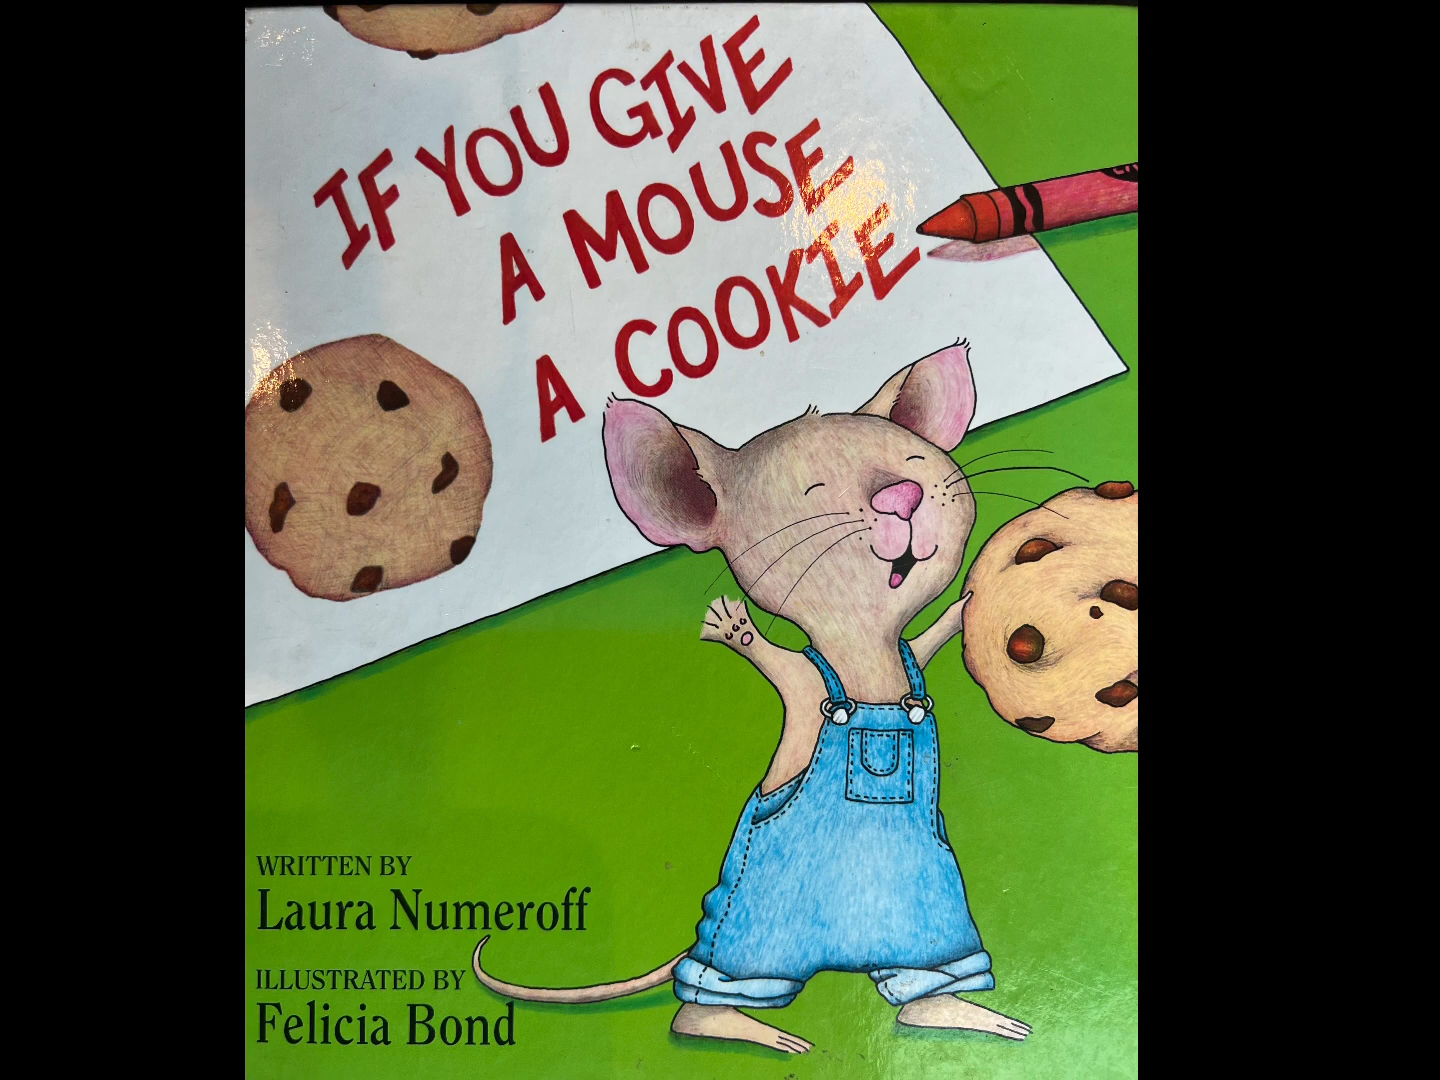 IF YOU GIVE
A MOUSE
A COOKIE
WRITTEN BY
Laura Numeroff
ILLUSTRATED BY
Felicia Bond